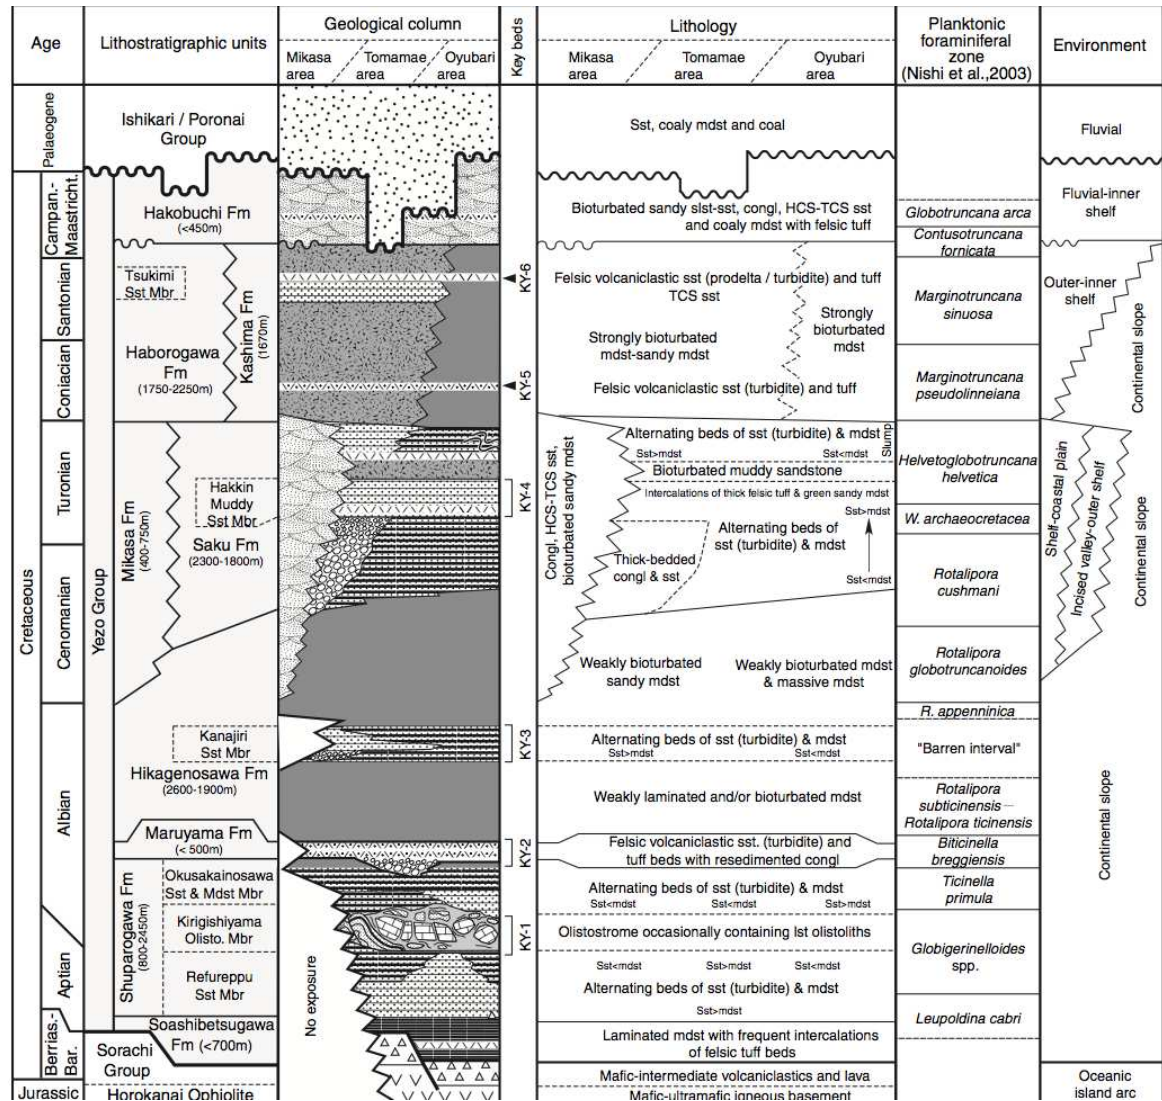 Age
Lithostratigraphic units
Geological column
Mikasa area
Tomamae area
Oyubari area
Key beds
Lithology
Mikasa area
Tomamae area
Oyubari area
Planktonic
foraminiferal
zone
(Nishi et al.,2003)
Environment
Cretaceous
Palaeogene
Campan.-
Maastricht.
Santonian
Coniacian
Turonian
Cenomanian
Albian
Aptian
Berrias.-
Bar.
Jurassic
Yezo Group
Ishikari / Poronai
Group
Hakobuchi Fm
(<450m)
Tsukimi
Sst Mbr
Kashima Fm
(1670m)
Haborogawa
Fm
(1750-2250m)
Mikasa Fm
(400-750m)
Hakkin
Muddy
Sst Mbr
Saku Fm
(2300-1800m)
Kanajiri
Sst Mbr
Hikagenosawa Fm
(2600-1900m)
Maruyama Fm
(< 500m)
Shuparogawa Fm
(800-2450m)
Okusakainosawa
Sst & Mdst Mbr
Kirigishiyama
Olisto. Mbr
Refureppu
Sst Mbr
Soashibetsugawa
Fm (<700m)
Sorachi
Group
Horokanai Ophiolite
No exposure
KY-6
KY-5
KY-4
KY-3
KY-2
KY-1
Sst, coaly mdst and coal
Bioturbated sandy slst-sst, congl, HCS-TCS sst
and coaly mdst with felsic tuff
Felsic volcaniclastic sst (prodelta / turbidite) and tuff
TCS sst
Strongly
bioturbated
mdst
Strongly bioturbated
mdst-sandy mdst
Felsic volcaniclastic sst (turbidite) and tuff
Congl, HCS-TCS sst,
bioturbated sandy mdst
Alternating beds of sst (turbidite) & mdst
Sst>mdst
Sst<mdst
Slump
Bioturbated muddy sandstone
Intercalations of thick felsic tuff & green sandy mdst
Sst>mdst
Alternating beds of
sst (turbidite) & mdst
Thick-bedded
congl & sst
Sst<mdst
Weakly bioturbated
sandy mdst
Weakly bioturbated mdst
& massive mdst
Alternating beds of sst (turbidite) & mdst
Sst>mdst
Sst<mdst
Weakly laminated and/or bioturbated mdst
Felsic volcaniclastic sst. (turbidite) and
tuff beds with resedimented congl
Alternating beds of sst (turbidite) & mdst
Sst<mdst
Sst<mdst
Sst>mdst
Olistostrome occasionally containing lst olistoliths
Sst<mdst
Sst>mdst
Sst<mdst
Alternating beds of sst (turbidite) & mdst
Sst>mdst
Laminated mdst with frequent intercalations
of felsic tuff beds
Mafic-intermediate volcaniclastics and lava
Mafic-ultramafic igneous basement
Globotruncana arca
Contusotruncana
fornicata
Marginotruncana
sinuosa
Marginotruncana
pseudolinneiana
Helvetoglobotruncana
helvetica
W. archaeocretacea
Rotalipora
cushmani
Rotalipora
globotruncanoides
R. appenninica
"Barren interval"
Rotalipora
subticinensis—
Rotalipora ticinensis
Biticinella
breggiensis
Ticinella
primula
Globigerinelloides
spp.
Leupoldina cabri
Fluvial
Fluvial-inner
shelf
Outer-inner
shelf
Continental slope
Shelf-coastal plain
Incised valley-outer shelf
Continental slope
Continental slope
Oceanic
island arc